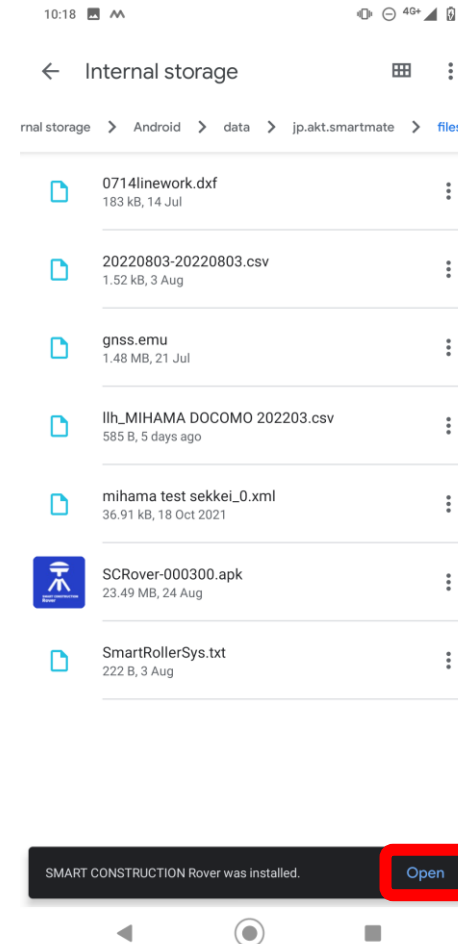 10:18
4G+
Internal storage
rnal storage > Android > data > jp.akt.smartmate > files
0714linework.dxf
183 kB, 14 Jul
20220803-20220803.csv
1.52 kB, 3 Aug
gnss.emu
1.48 MB, 21 Jul
llh_MIHAMA DOCOMO 202203.csv
585 B, 5 days ago
mihama test sekkei_0.xml
36.91 kB, 18 Oct 2021
SMART CONSTRUCTION
Rover
SCRover-000300.apk
23.49 MB, 24 Aug
SmartRollerSys.txt
222 B, 3 Aug
SMART CONSTRUCTION Rover was installed.
Open